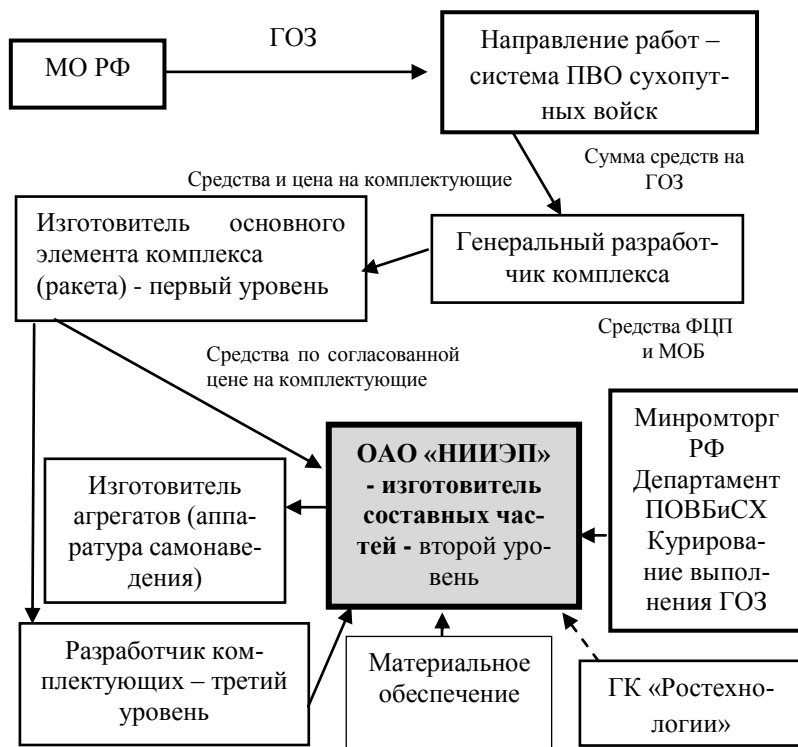 ГОЗ
МО РФ
Направление работ –
система ПВО сухопут-
ных войск
Сумма средств на
ГОЗ
Средства и цена на комплектующие
Изготовитель основного
элемента комплекса
(ракета) - первый уровень
Генеральный разработ-
чик комплекса
Средства ФЦП
и МОБ
Средства по согласованной
цене на комплектующие
Минромторг
РФ
Департамент
ПОВБиСХ
Курирова-
ние выпол-
нения ГОЗ
ОАО «НИИЭП»
- изготовитель
составных час-
тей - второй уро-
вень
Изготовитель
агрегатов (аппа-
ратура самонаве-
дения)
Разработчик ком-
плектующих – третий
уровень
Материальное
обеспечение
ГК «Ростехно-
логии»